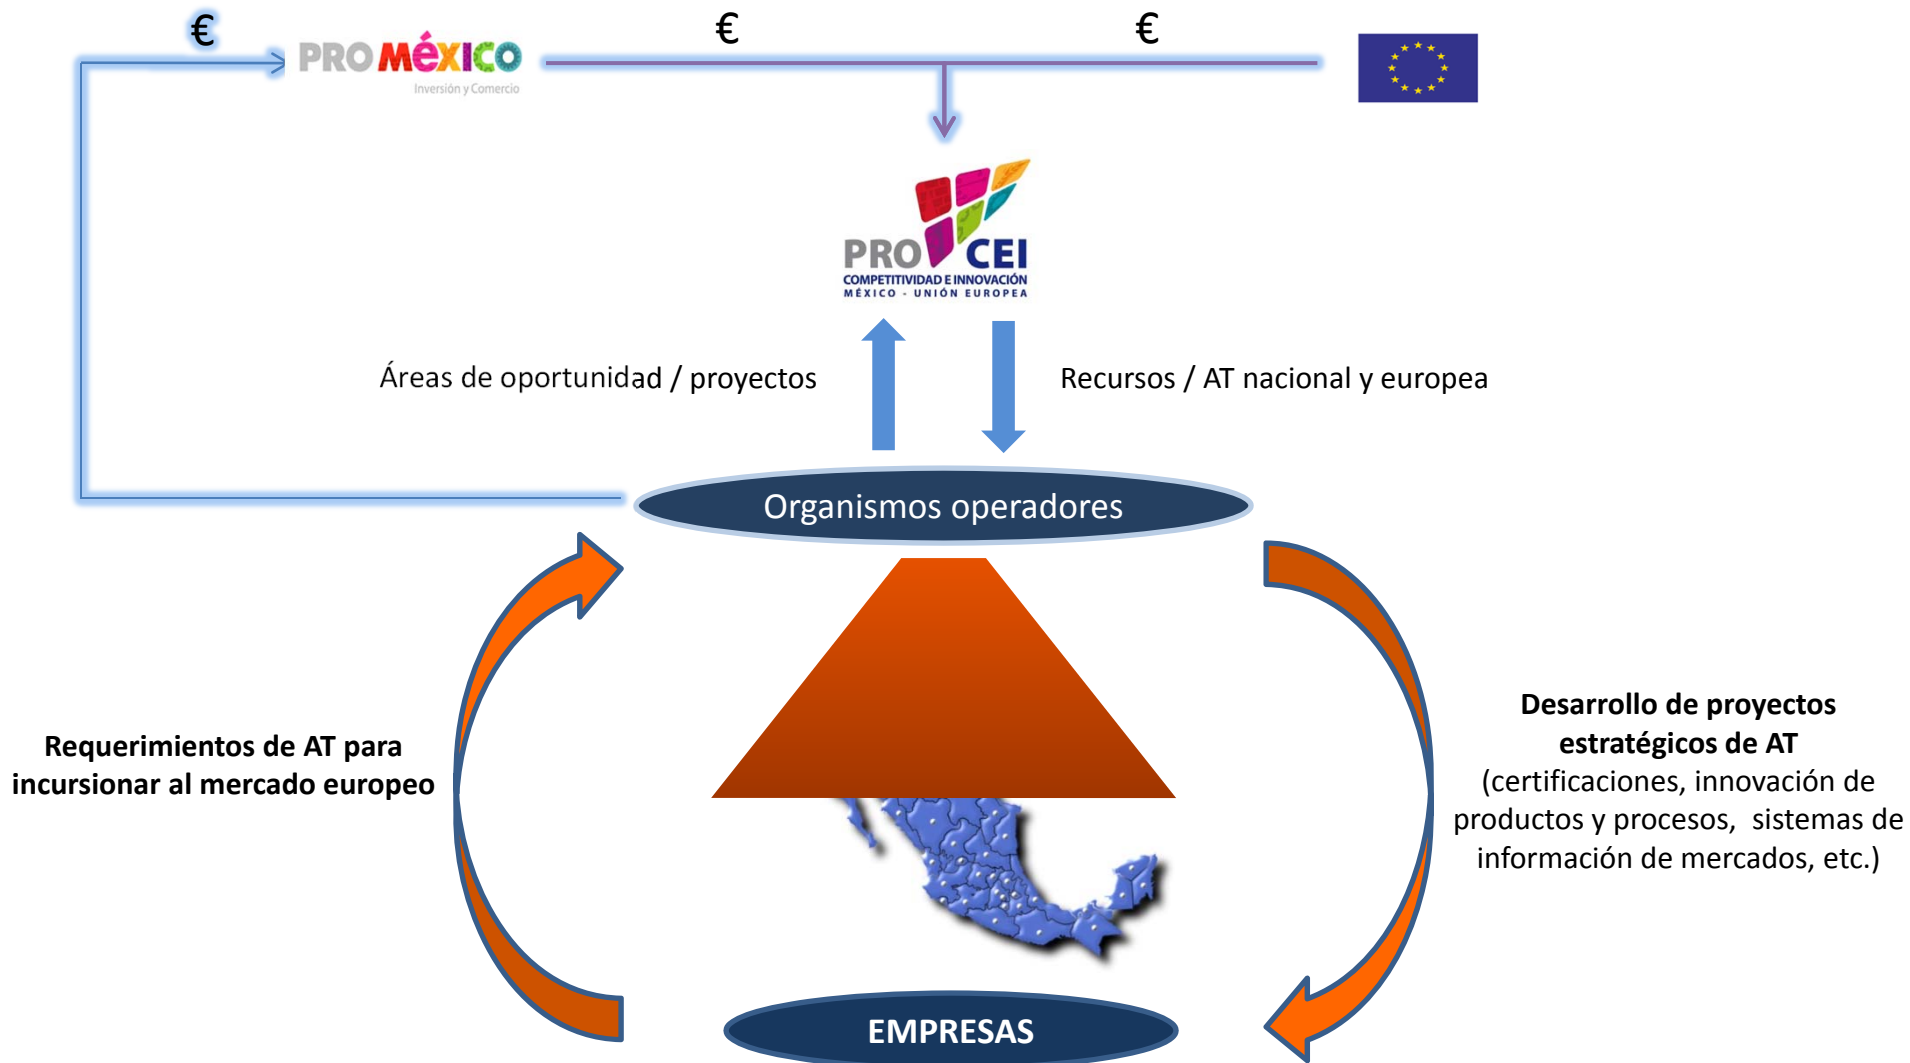 €
€
€
PRO MéXICO
Inversión y Comercio
PRO CEI
COMPETITIVIDAD E INNOVACIÓN
MÉXICO - UNIÓN EUROPEA
Áreas de oportunidad / proyectos
Recursos / AT nacional y europea
Organismos operadores
Requerimientos de AT para
incursionar al mercado europeo
Desarrollo de proyectos
estratégicos de AT
(certificaciones, innovación de
productos y procesos, sistemas de
información de mercados, etc.)
EMPRESAS